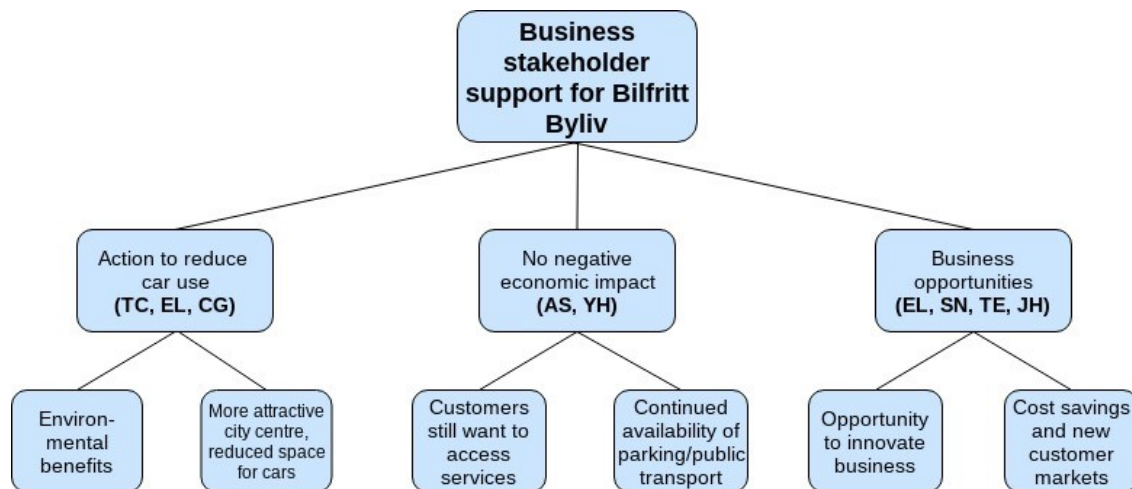 Business
stakeholder
support for Bilfritt
Byliv
Action to reduce
car use
(TC, EL, CG)
No negative
economic impact
(AS, YH)
Business
opportunities
(EL, SN, TE, JH)
Environ-
mental
benefits
More attractive
city centre,
reduced space
for cars
Customers
still want to
access
services
Continued
availability of
parking/public
transport
Opportunity
to innovate
business
Cost savings
and new
customer
markets